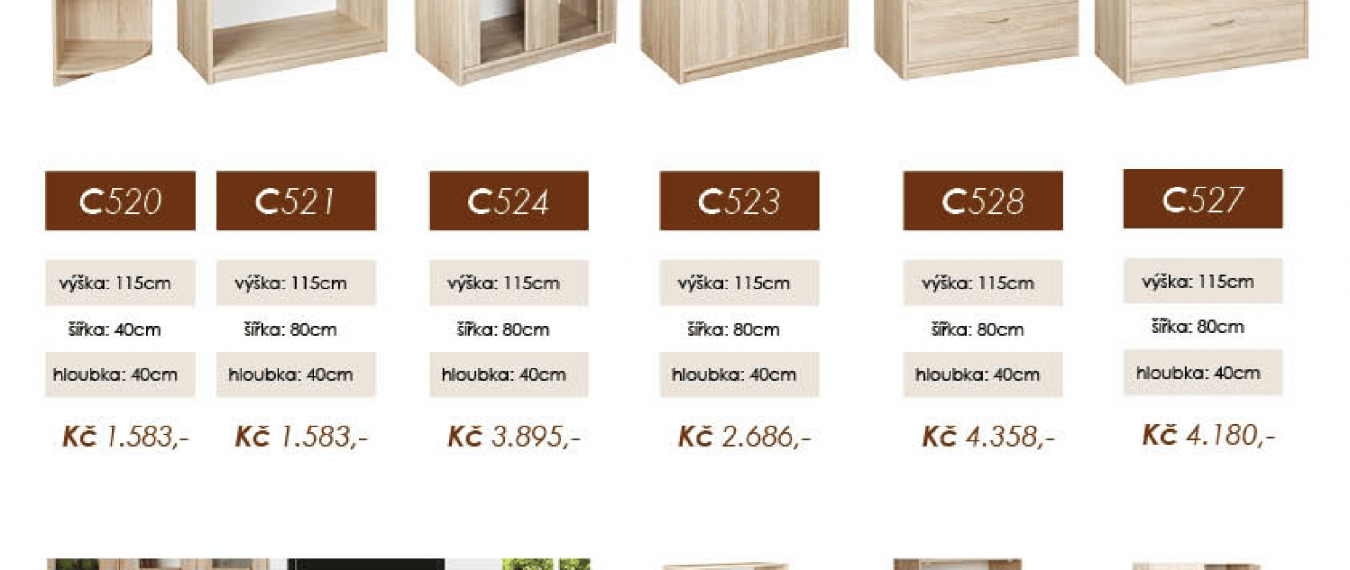 C520 C521 C524 C523 C528 C527
výška: 115cm výška: 115cm výška: 115cm výška: 115cm výška: 115cm výška: 115cm
šířka: 40cm šířka: 80cm šířka: 80cm šířka: 80cm šířka: 80cm šířka: 80cm
hloubka: 40cm hloubka: 40cm hloubka: 40cm hloubka: 40cm hloubka: 40cm hloubka: 40cm
Kč 1.583,- Kč 1.583,- Kč 3.895,- Kč 2.686,- Kč 4.358,- Kč 4.180,-